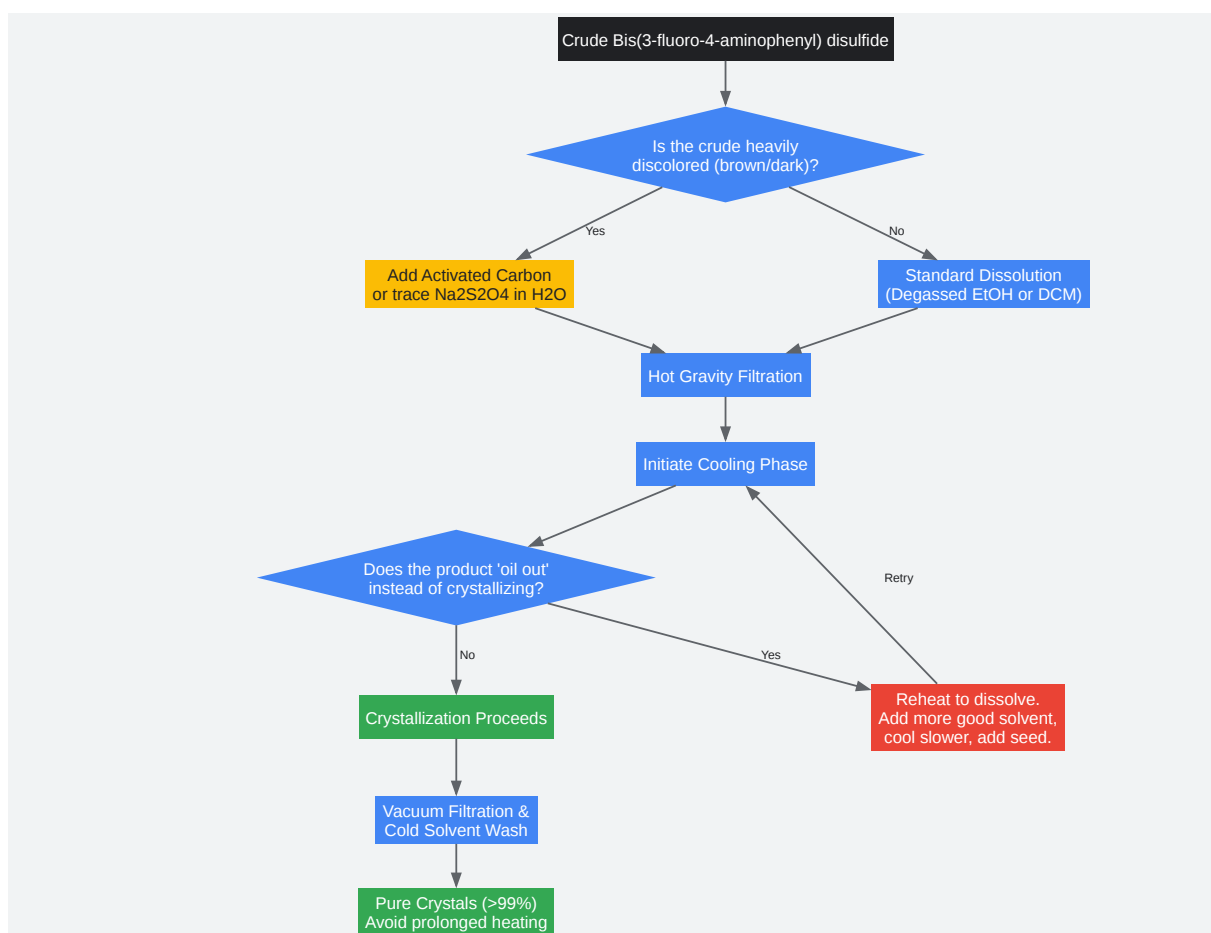 Crude Bis(3-fluoro-4-aminophenyl) disulfide
Is the crude heavily
discolored (brown/dark)?
Yes
No
Add Activated Carbon
or trace Na2S2O4 in H2O
Standard Dissolution
(Degassed EtOH or DCM)
Hot Gravity Filtration
Initiate Cooling Phase
Does the product 'oil out'
instead of crystallizing?
Retry
No
Yes
Crystallization Proceeds
Reheat to dissolve.
Add more good solvent,
cool slower, add seed.
Vacuum Filtration &
Cold Solvent Wash
Pure Crystals (>99%)
Avoid prolonged heating